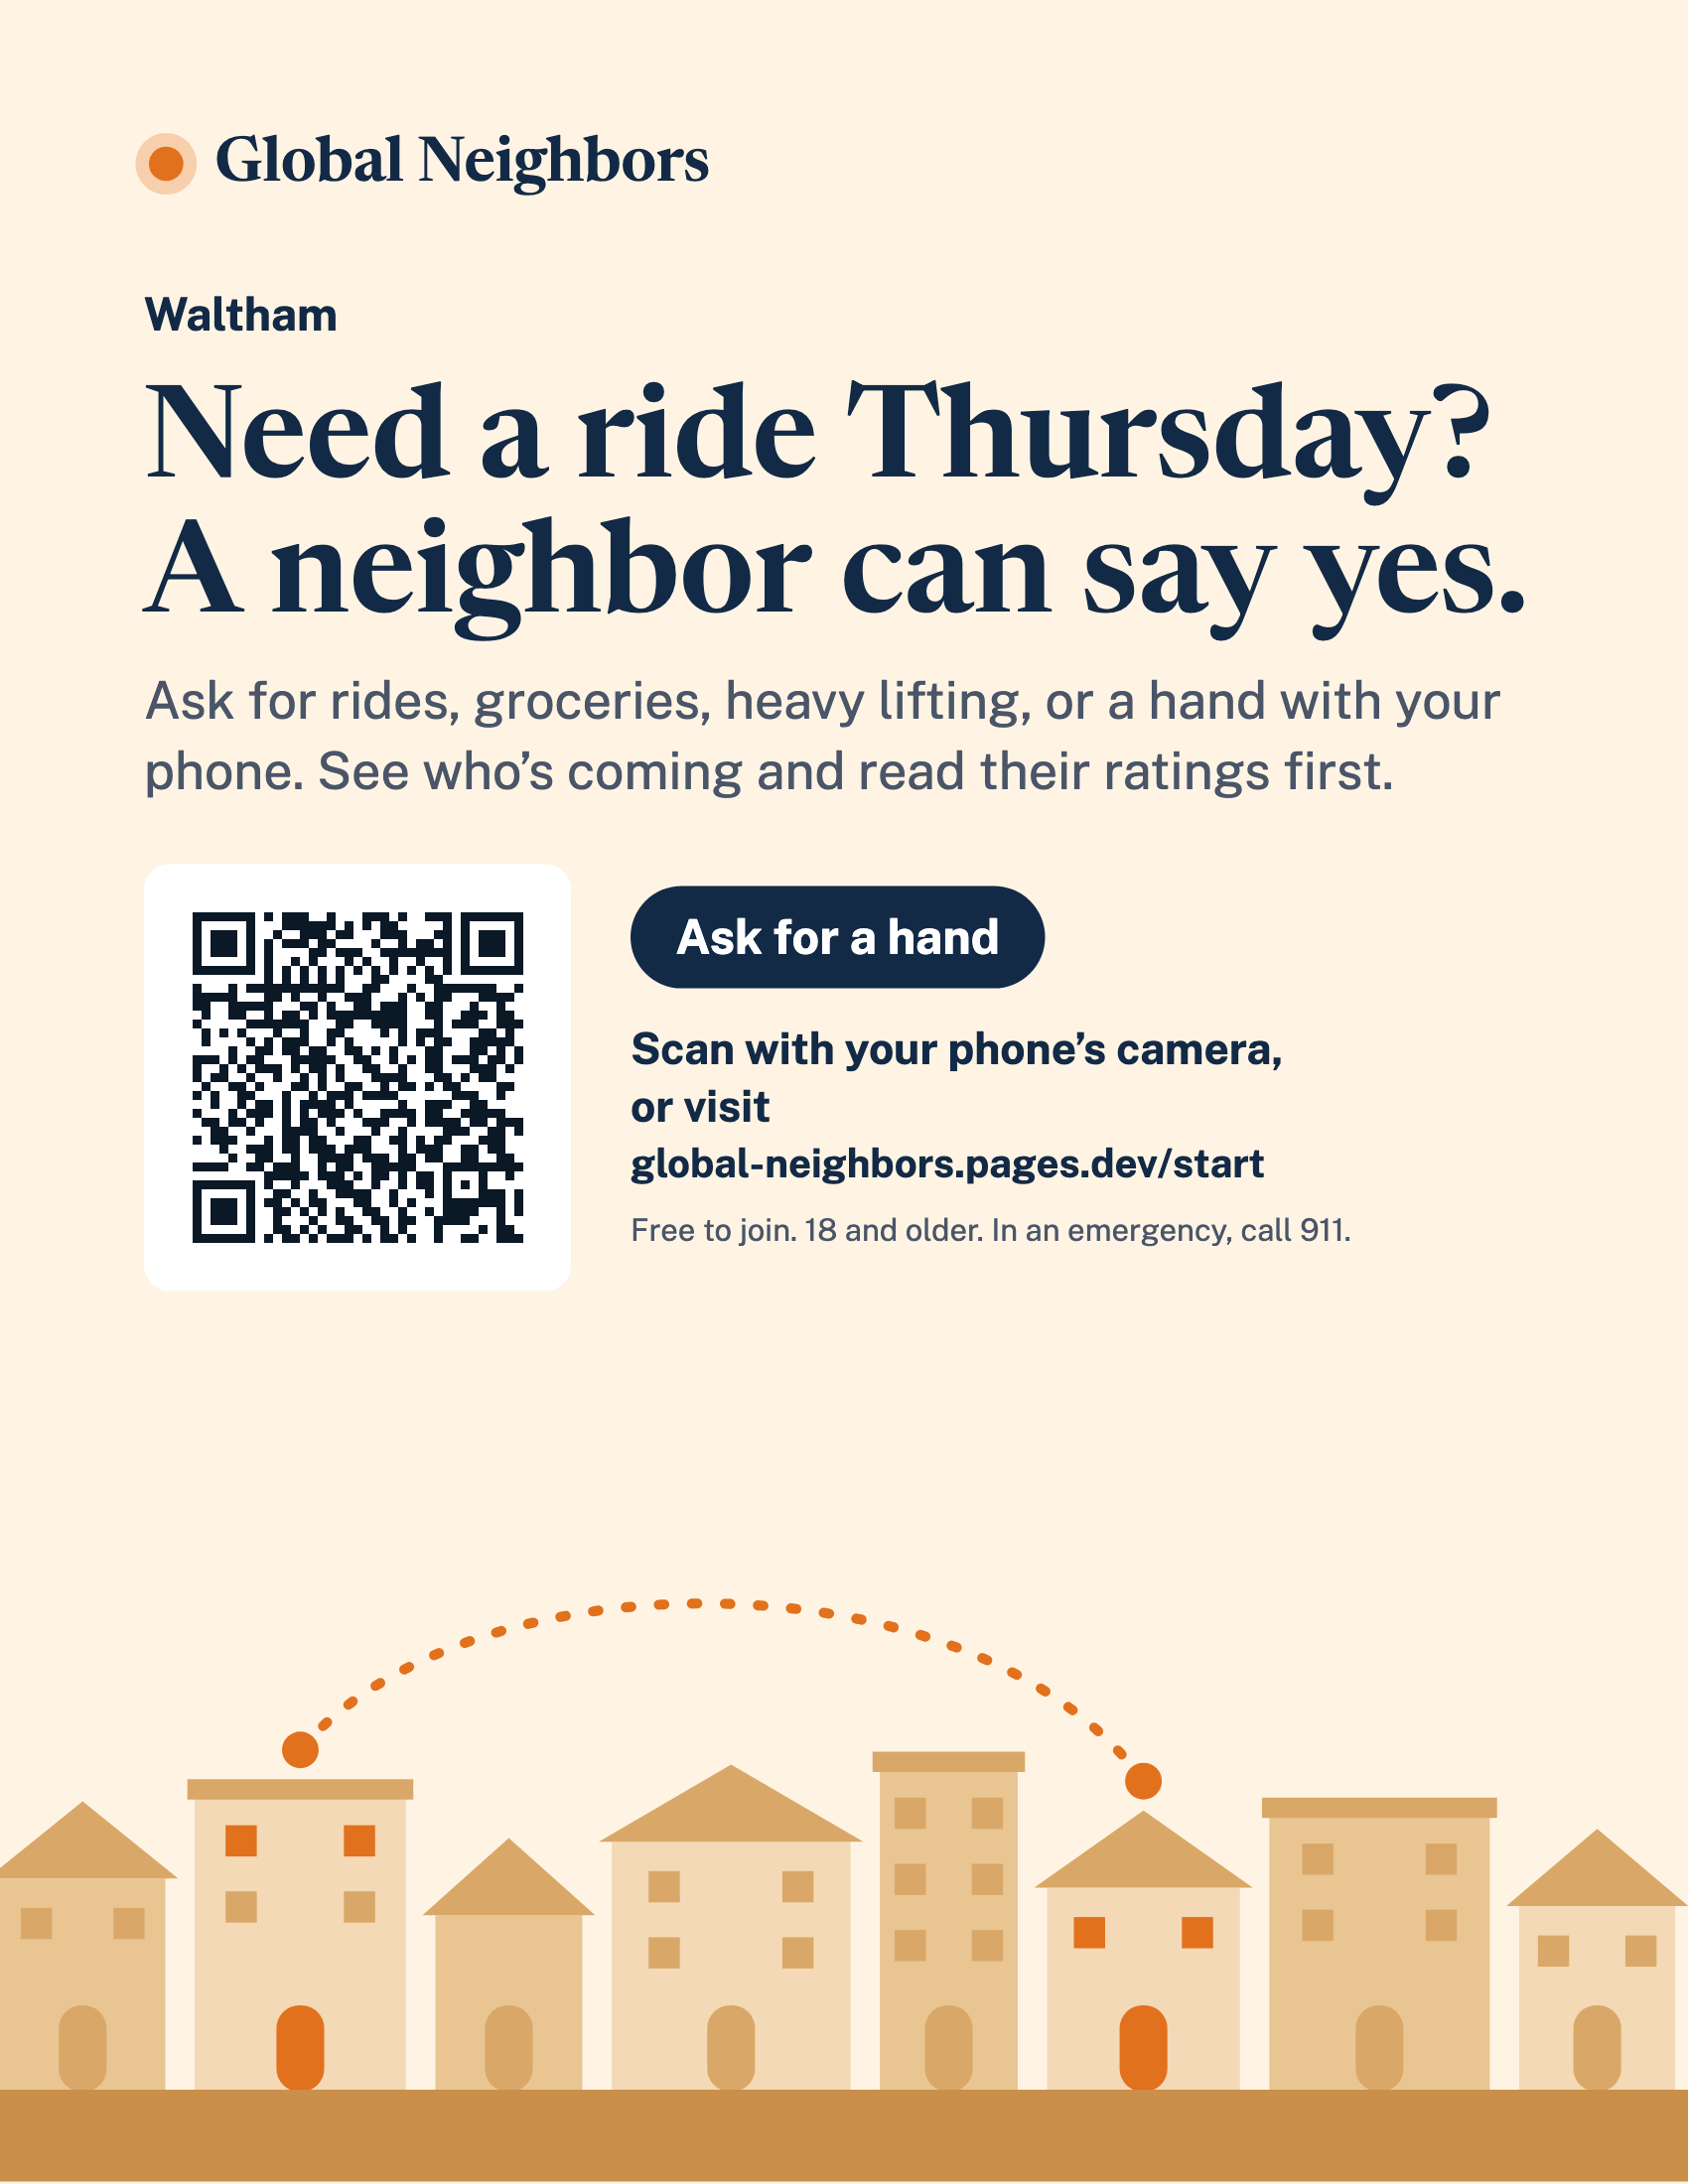 Global Neighbors
Waltham
Need a ride Thursday?
A neighbor can say yes.
Ask for rides, groceries, heavy lifting, or a hand with your
phone. See who’s coming and read their ratings first.
Ask for a hand
Scan with your phone’s camera,
or visit
global-neighbors.pages.dev/start
Free to join. 18 and older. In an emergency, call 911.